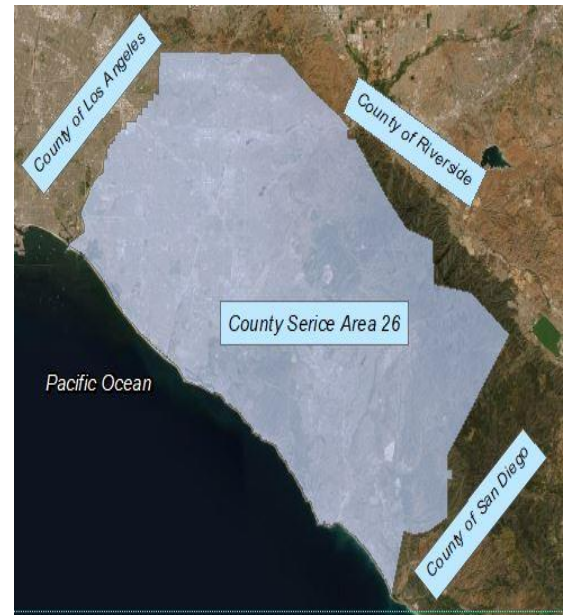 County of Los Angeles
County of Riverside
County Serice Area 26
Pacific Ocean
County of San Diego